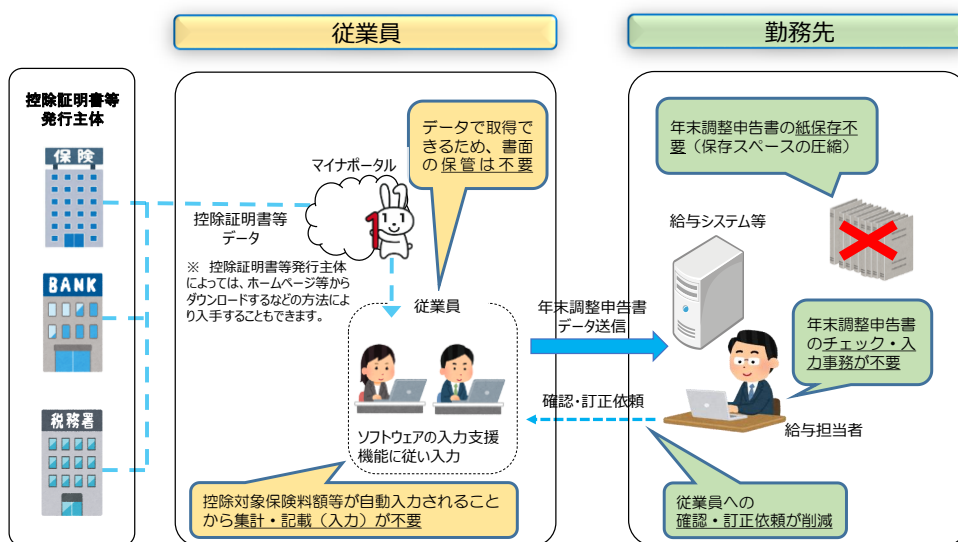 従業員
勤務先
控除証明書等
発行主体
保険
BANK
税務署
マイナポータル
1
控除証明書等
データ
※ 控除証明書等発行主体
によっては、ホームページ等から
ダウンロードするなどの方法によ
り入手することもできます。
データで取得で
きるため、書面
の保管は不要
従業員
ソフトウェアの入力支援
機能に従い入力
控除対象保険料額等が自動入力されること
から集計・記載（入力）が不要
年末調整申告書
データ送信
確認・訂正依頼
年末調整申告書の紙保存不
要（保存スペースの圧縮）
給与システム等
年末調整申告書
のチェック・入
力事務が不要
給与担当者
従業員への
確認・訂正依頼が削減